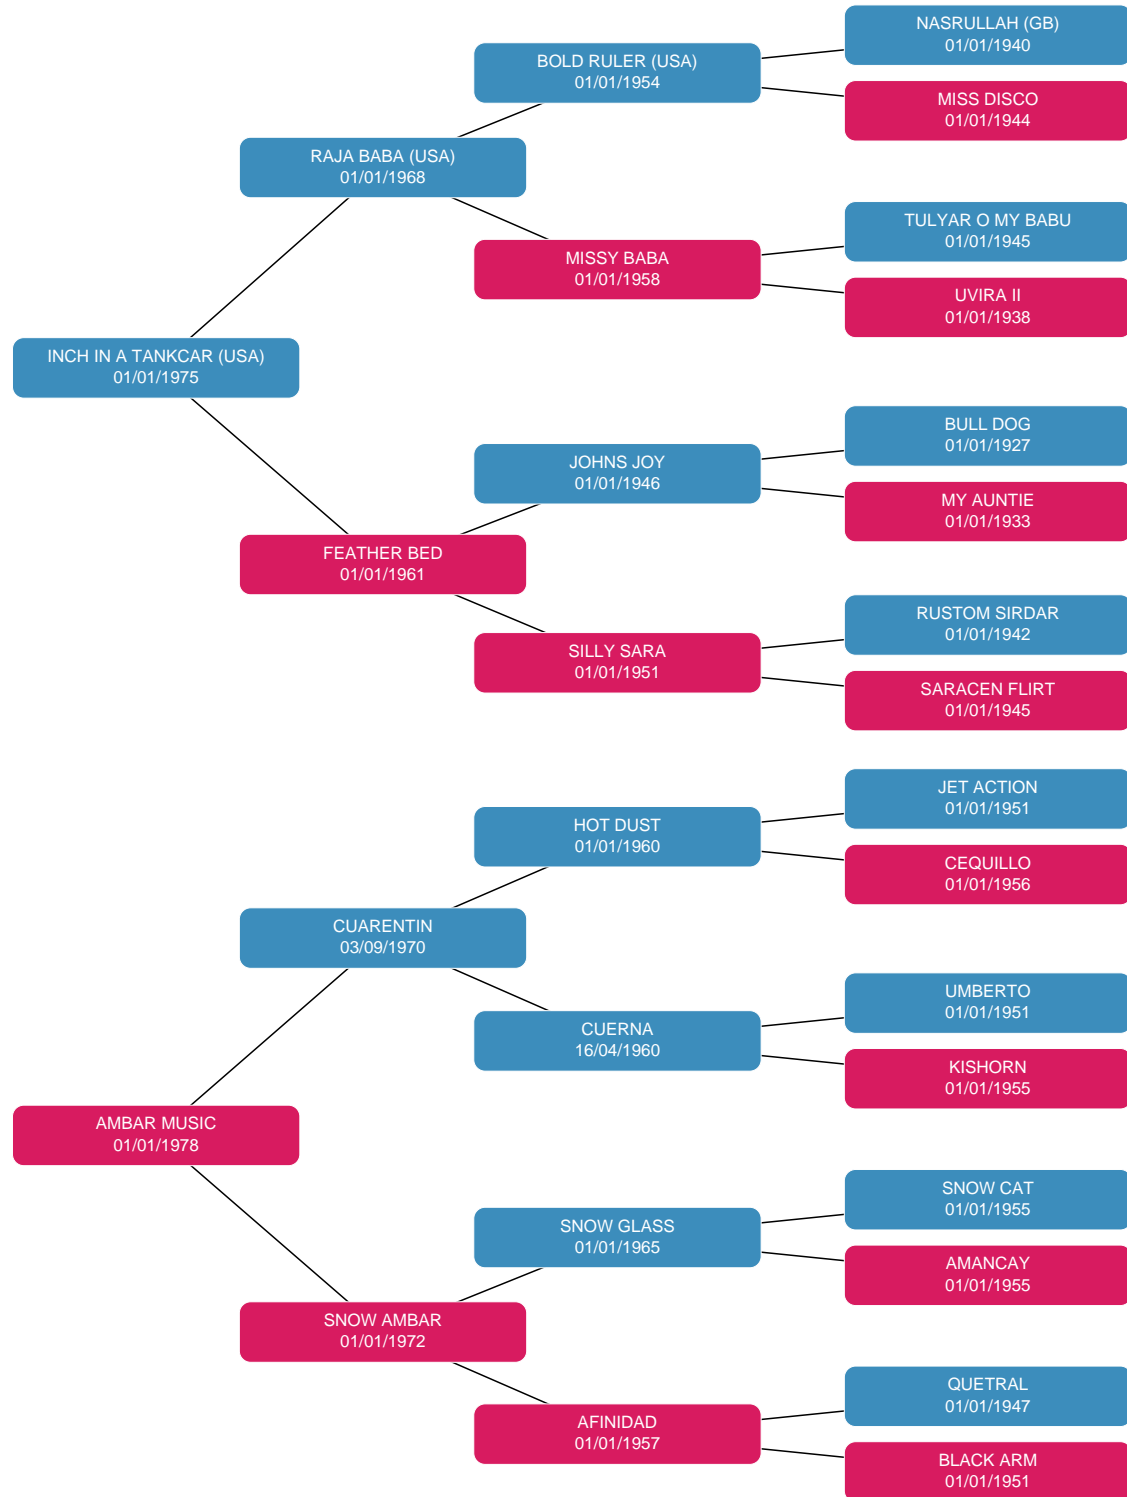 NASRULLAH (GB)
01/01/1940
BOLD RULER (USA)
01/01/1954
MISS DISCO
01/01/1944
RAJA BABA (USA)
01/01/1968
TULYAR O MY BABU
01/01/1945
MISSY BABA
01/01/1958
UVIRA II
01/01/1938
INCH IN A TANKCAR (USA)
01/01/1975
BULL DOG
01/01/1927
JOHNS JOY
01/01/1946
MY AUNTIE
01/01/1933
FEATHER BED
01/01/1961
RUSTOM SIRDAR
01/01/1942
SILLY SARA
01/01/1951
SARACEN FLIRT
01/01/1945
JET ACTION
01/01/1951
HOT DUST
01/01/1960
CEQUILLO
01/01/1956
CUARENTIN
03/09/1970
UMBERTO
01/01/1951
CUERNA
16/04/1960
KISHORN
01/01/1955
AMBAR MUSIC
01/01/1978
SNOW CAT
01/01/1955
SNOW GLASS
01/01/1965
AMANCAY
01/01/1955
SNOW AMBAR
01/01/1972
QUETRAL
01/01/1947
AFINIDAD
01/01/1957
BLACK ARM
01/01/1951